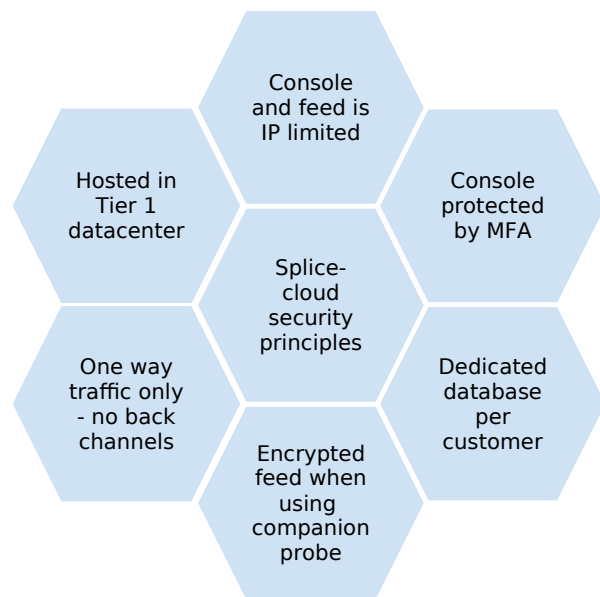 Console
and feed is
IP limited
Hosted in
Tier 1
datacenter
Console
protected
by MFA
Splice-
cloud
security
principles
One way
traffic only
- no back
channels
Dedicated
database
per
customer
Encrypted
feed when
using
companion
probe